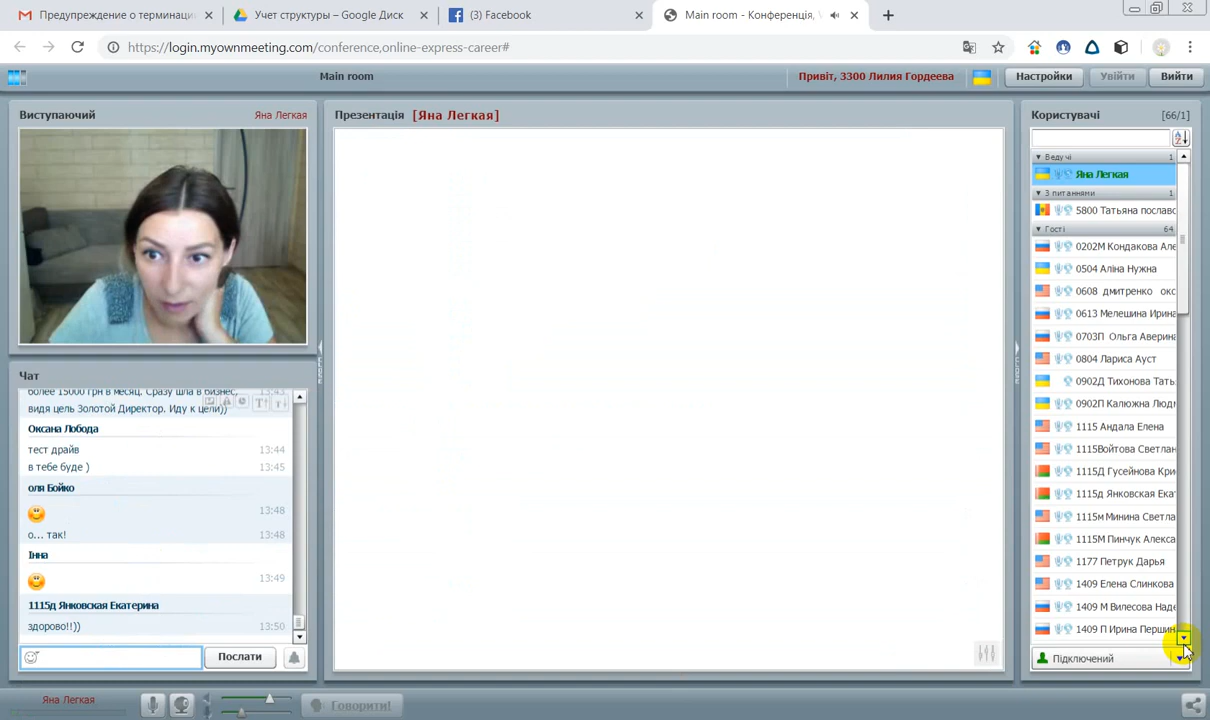 Предупреждение о терминаци
Учет структуры – Google Диск
(3) Facebook
Main room - Конференція, V
https://login.myownmeeting.com/conference,online-express-career#
Main room
Привіт, 3300 Лилия Гордеева
Настройки
Увійти
Вийти
Виступаючий
Яна Легкая
Презентація [Яна Легкая]
Користувачі
[66/1]
Ведучі 1
Яна Легкая
З питаннями 1
5800 Татьяна пославс
Гості 64
0202М Кондакова Але
0504 Аліна Нужна
0608 дмитренко окс
0613 Мелешина Ирина
0703П Ольга Аверина
0804 Лариса Ауст
0902Д Тихонова Тать
0902П Калюжна Людм
1115 Андала Елена
1115Войтова Светлан
1115Д Гусейнова Кри
1115д Янковская Екат
1115м Минина Светла
1115М Пинчук Алекса
1177 Петрук Дарья
1409 Елена Слинкова
1409 М Вилесова Наде
1409 П Ирина Першин
Підключений
Чат
более 15000 грн в месяц. Сразу шла в бизнес, 13:43
видя цель Золотой Директор. Иду к цели))
Оксана Лобода
тест драйв 13:44
в тебе буде ) 13:45
оля Бойко
13:48
о... так! 13:48
Інна
13:49
1115д Янковская Екатерина
здорово!!)) 13:50
Послати
Яна Легкая
Говорити!